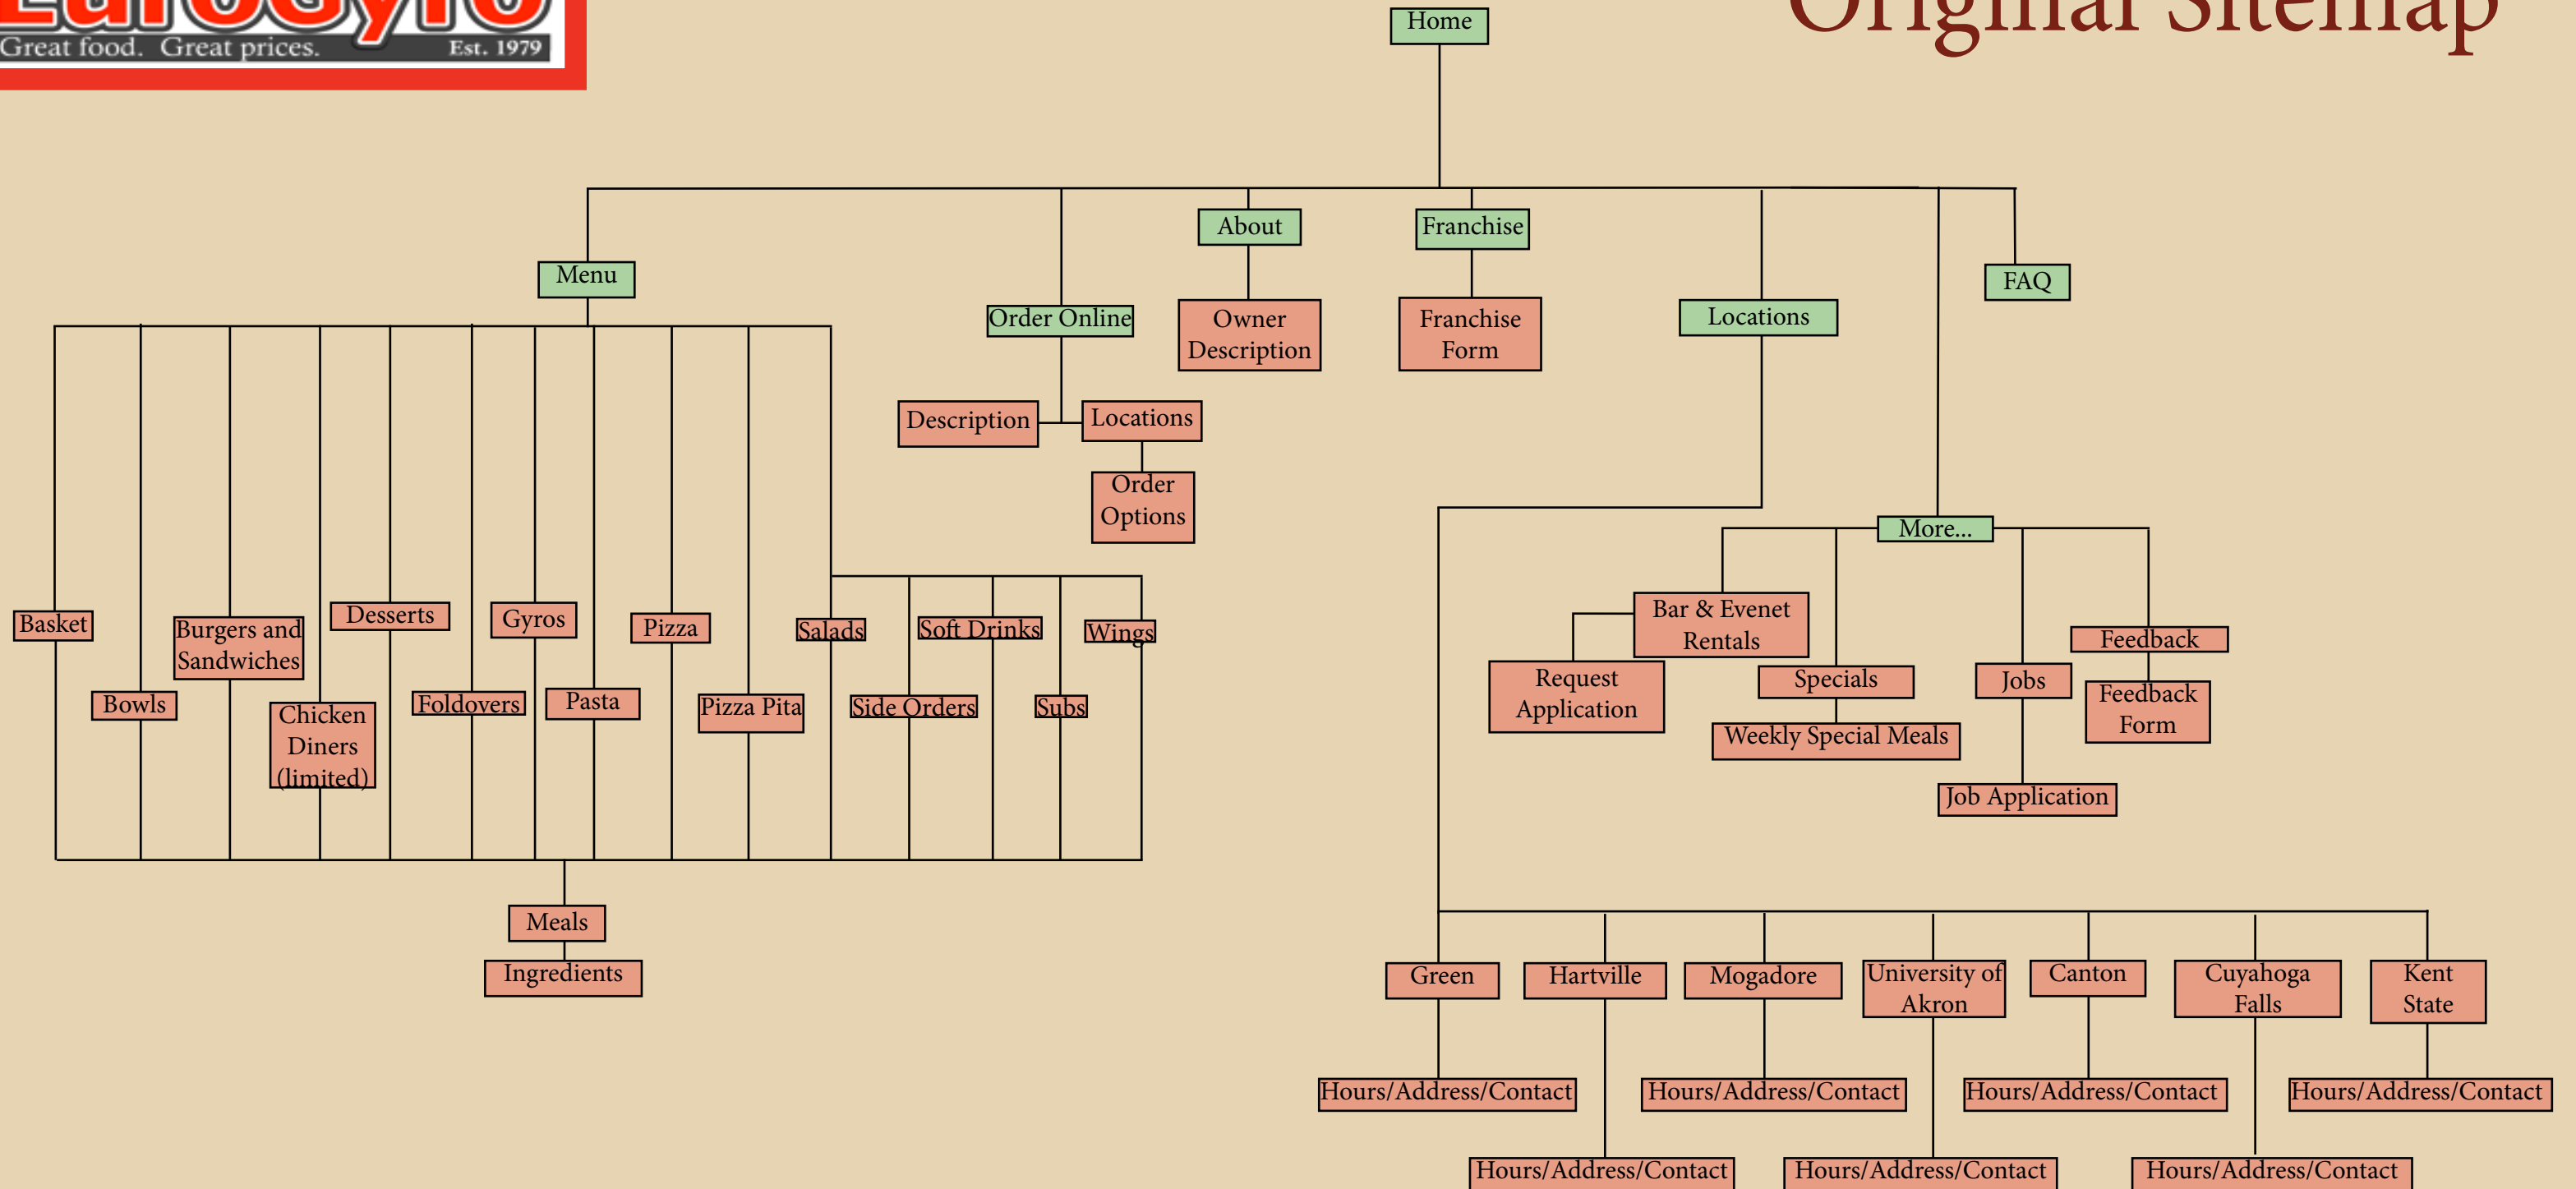 EuroGyro
Great food. Great prices. Est. 1979
Original Sitemap
Home
About
Franchise
Menu
FAQ
Order Online
Owner
Description
Franchise
Form
Locations
Description
Locations
Order
Options
More...
Basket
Burgers and
Sandwiches
Desserts
Gyros
Pizza
Salads
Soft Drinks
Wings
Bowls
Chicken
Diners
(limited)
Foldovers
Pasta
Pizza Pita
Side Orders
Subs
Bar & Evenet
Rentals
Request
Application
Specials
Weekly Special Meals
Jobs
Job Application
Feedback
Feedback
Form
Meals
Ingredients
Green
Hartville
Mogadore
University of
Akron
Canton
Cuyahoga
Falls
Kent
State
Hours/Address/Contact
Hours/Address/Contact
Hours/Address/Contact
Hours/Address/Contact
Hours/Address/Contact
Hours/Address/Contact
Hours/Address/Contact